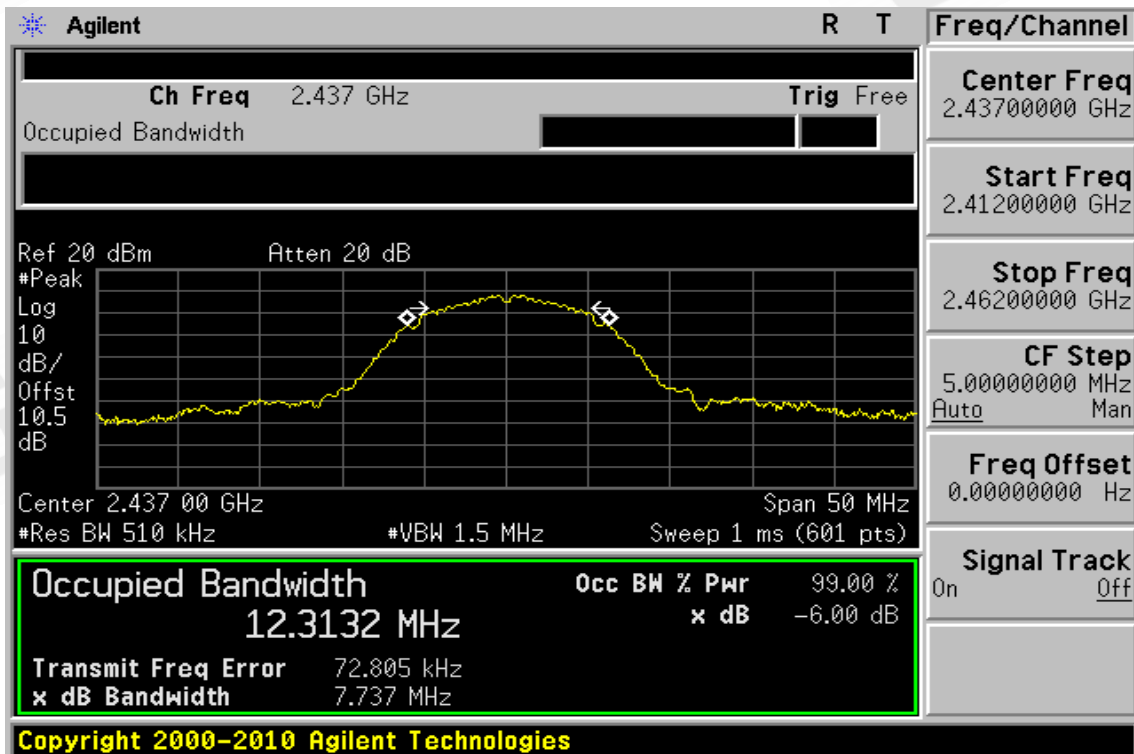 Agilent R T
Ch Freq 2.437 GHz Trig Free
Occupied Bandwidth
Ref 20 dBm Atten 20 dB
#Peak
Log
10
dB/
Offst
10.5
dB
Center 2.437 00 GHz Span 50 MHz
#Res BW 510 kHz #VBW 1.5 MHz Sweep 1 ms (601 pts)
Occupied Bandwidth
12.3132 MHz
Occ BW % Pwr 99.00 %
x dB -6.00 dB
Transmit Freq Error 72.805 kHz
x dB Bandwidth 7.737 MHz
Copyright 2000-2010 Agilent Technologies
Freq/Channel
Center Freq
2.43700000 GHz
Start Freq
2.41200000 GHz
Stop Freq
2.46200000 GHz
CF Step
5.00000000 MHz
Auto Man
Freq Offset
0.00000000 Hz
Signal Track
On Off